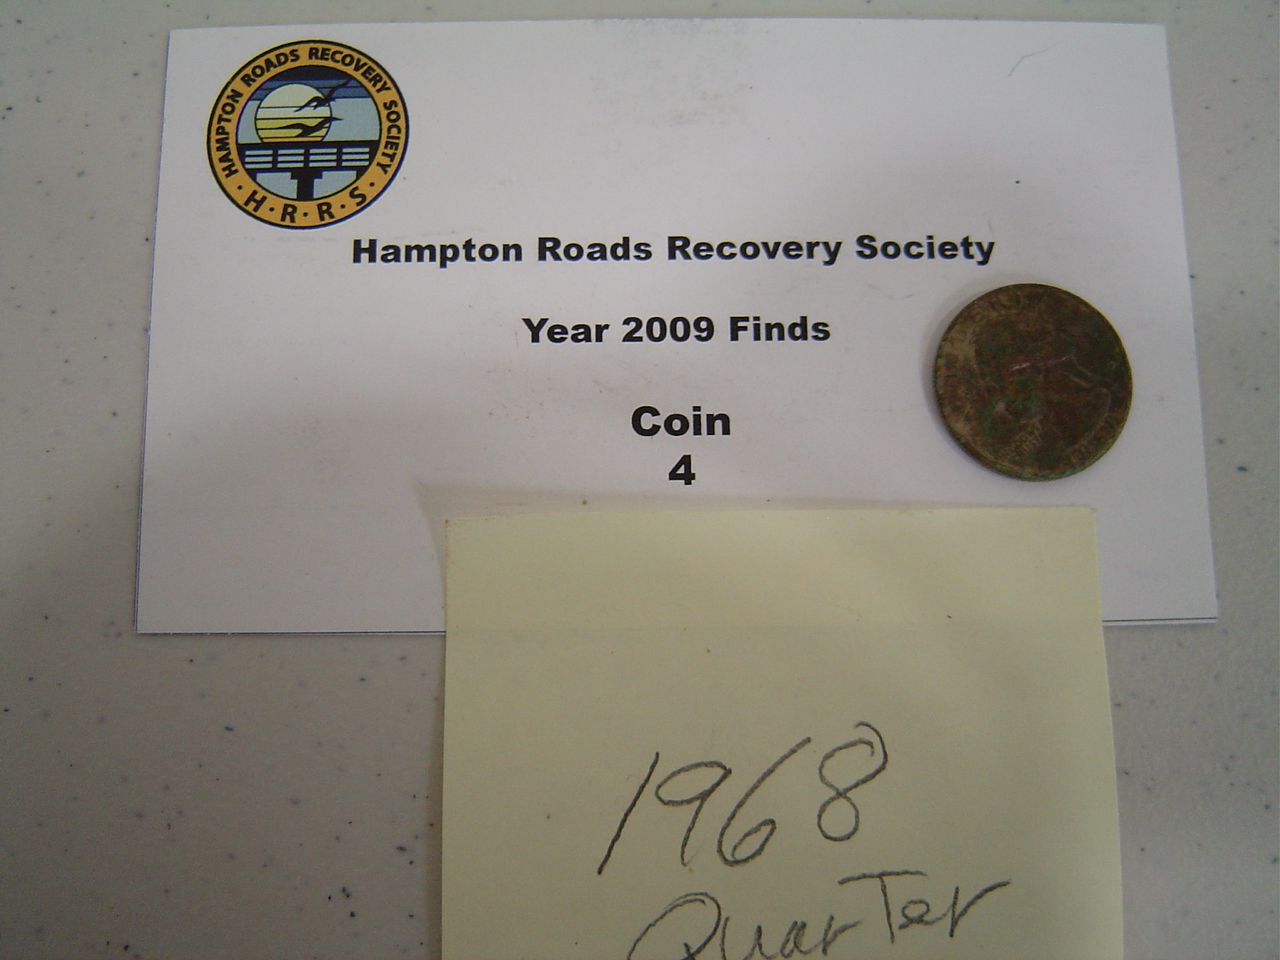 HAMPTON ROADS RECOVERY SOCIETY
· H · R · R · S ·
Hampton Roads Recovery Society
Year 2009 Finds
Coin
4
1968
QuarTer